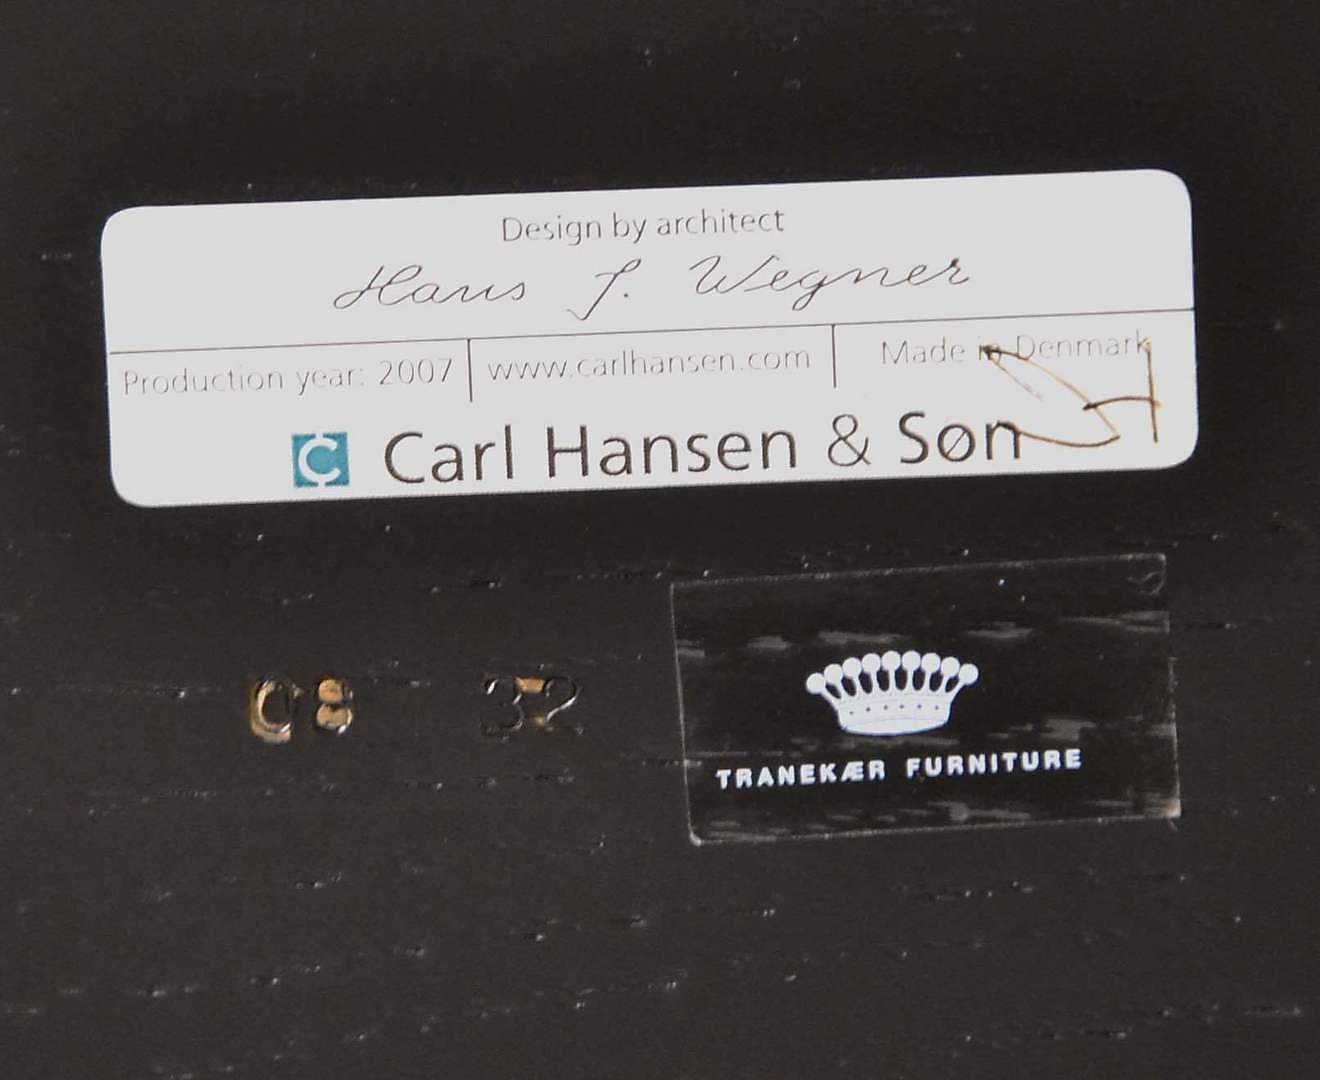 Design by architect
Hans J. Wegner
Production year: 2007 www.carlhansen.com Made in Denmark
C Carl Hansen & Søn
08 32
TRANEKÆR FURNITURE